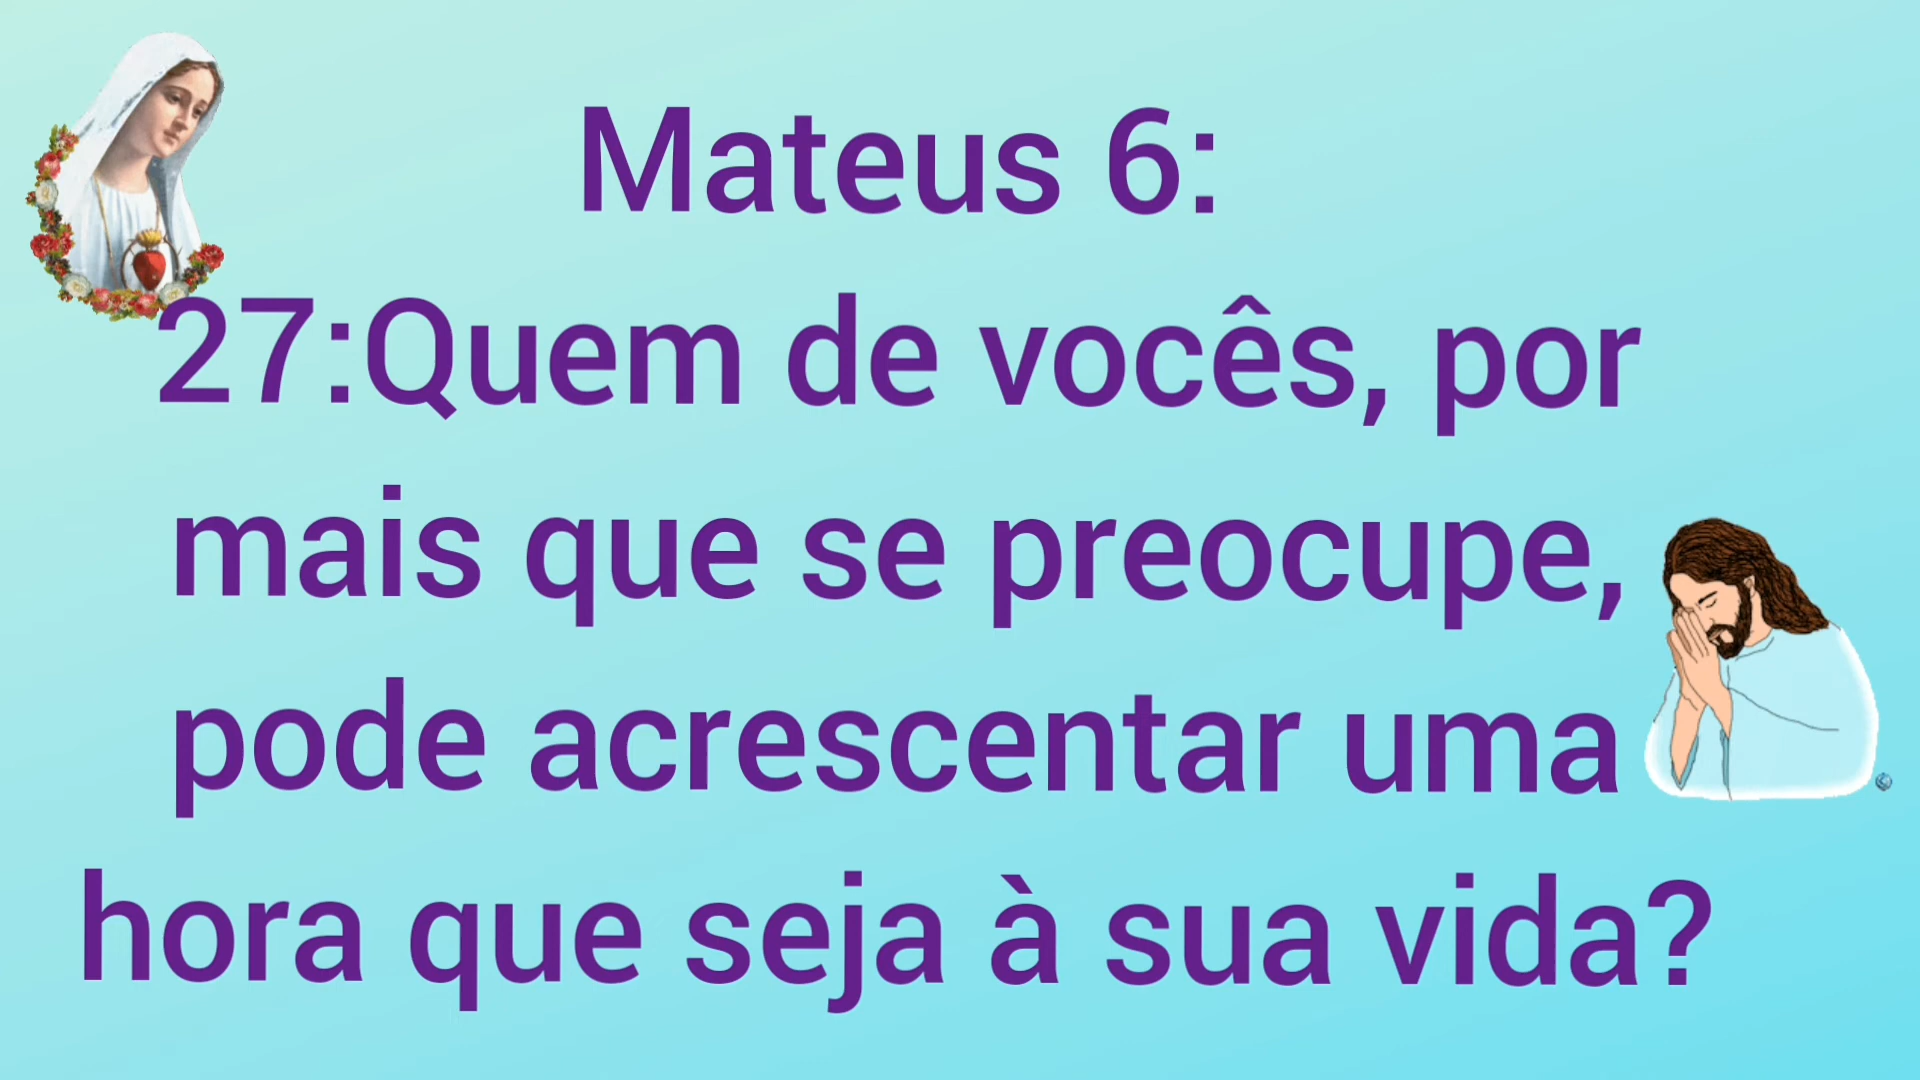 Mateus 6:
27:Quem de vocês, por
mais que se preocupe,
pode acrescentar uma
hora que seja à sua vida?